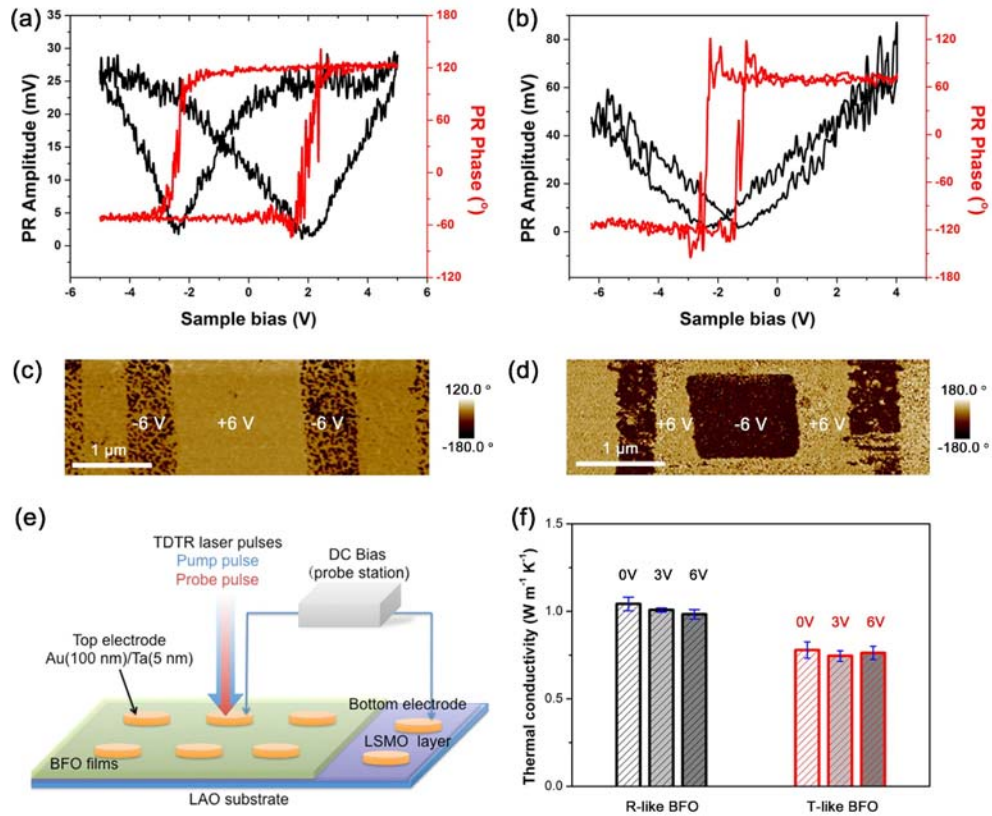 (a)
35
30
25
20
15
10
5
0
PR Amplitude (mV)
120
60
0
-60
-120
PR Phase (°)
-6 -4 -2 0 2 4 6
Sample bias (V)
(b)
80
60
40
20
0
PR Amplitude (mV)
120
60
0
-60
-120
-180
PR Phase (°)
-6 -4 -2 0 2 4
Sample bias (V)
(c)
-6 V +6 V -6 V
1 µm
120.0 °
-180.0 °
(d)
+6 V -6 V +6 V
1 µm
180.0 °
-180.0 °
(e)
TDTR laser pulses
Pump pulse
Probe pulse
DC Bias
(probe station)
Top electrode
Au(100 nm)/Ta(5 nm)
Bottom electrode
LSMO layer
BFO films
LAO substrate
(f)
1.5
1.0
0.5
0.0
Thermal conductivity (W m⁻¹ K⁻¹)
0V 3V 6V
0V 3V 6V
R-like BFO T-like BFO